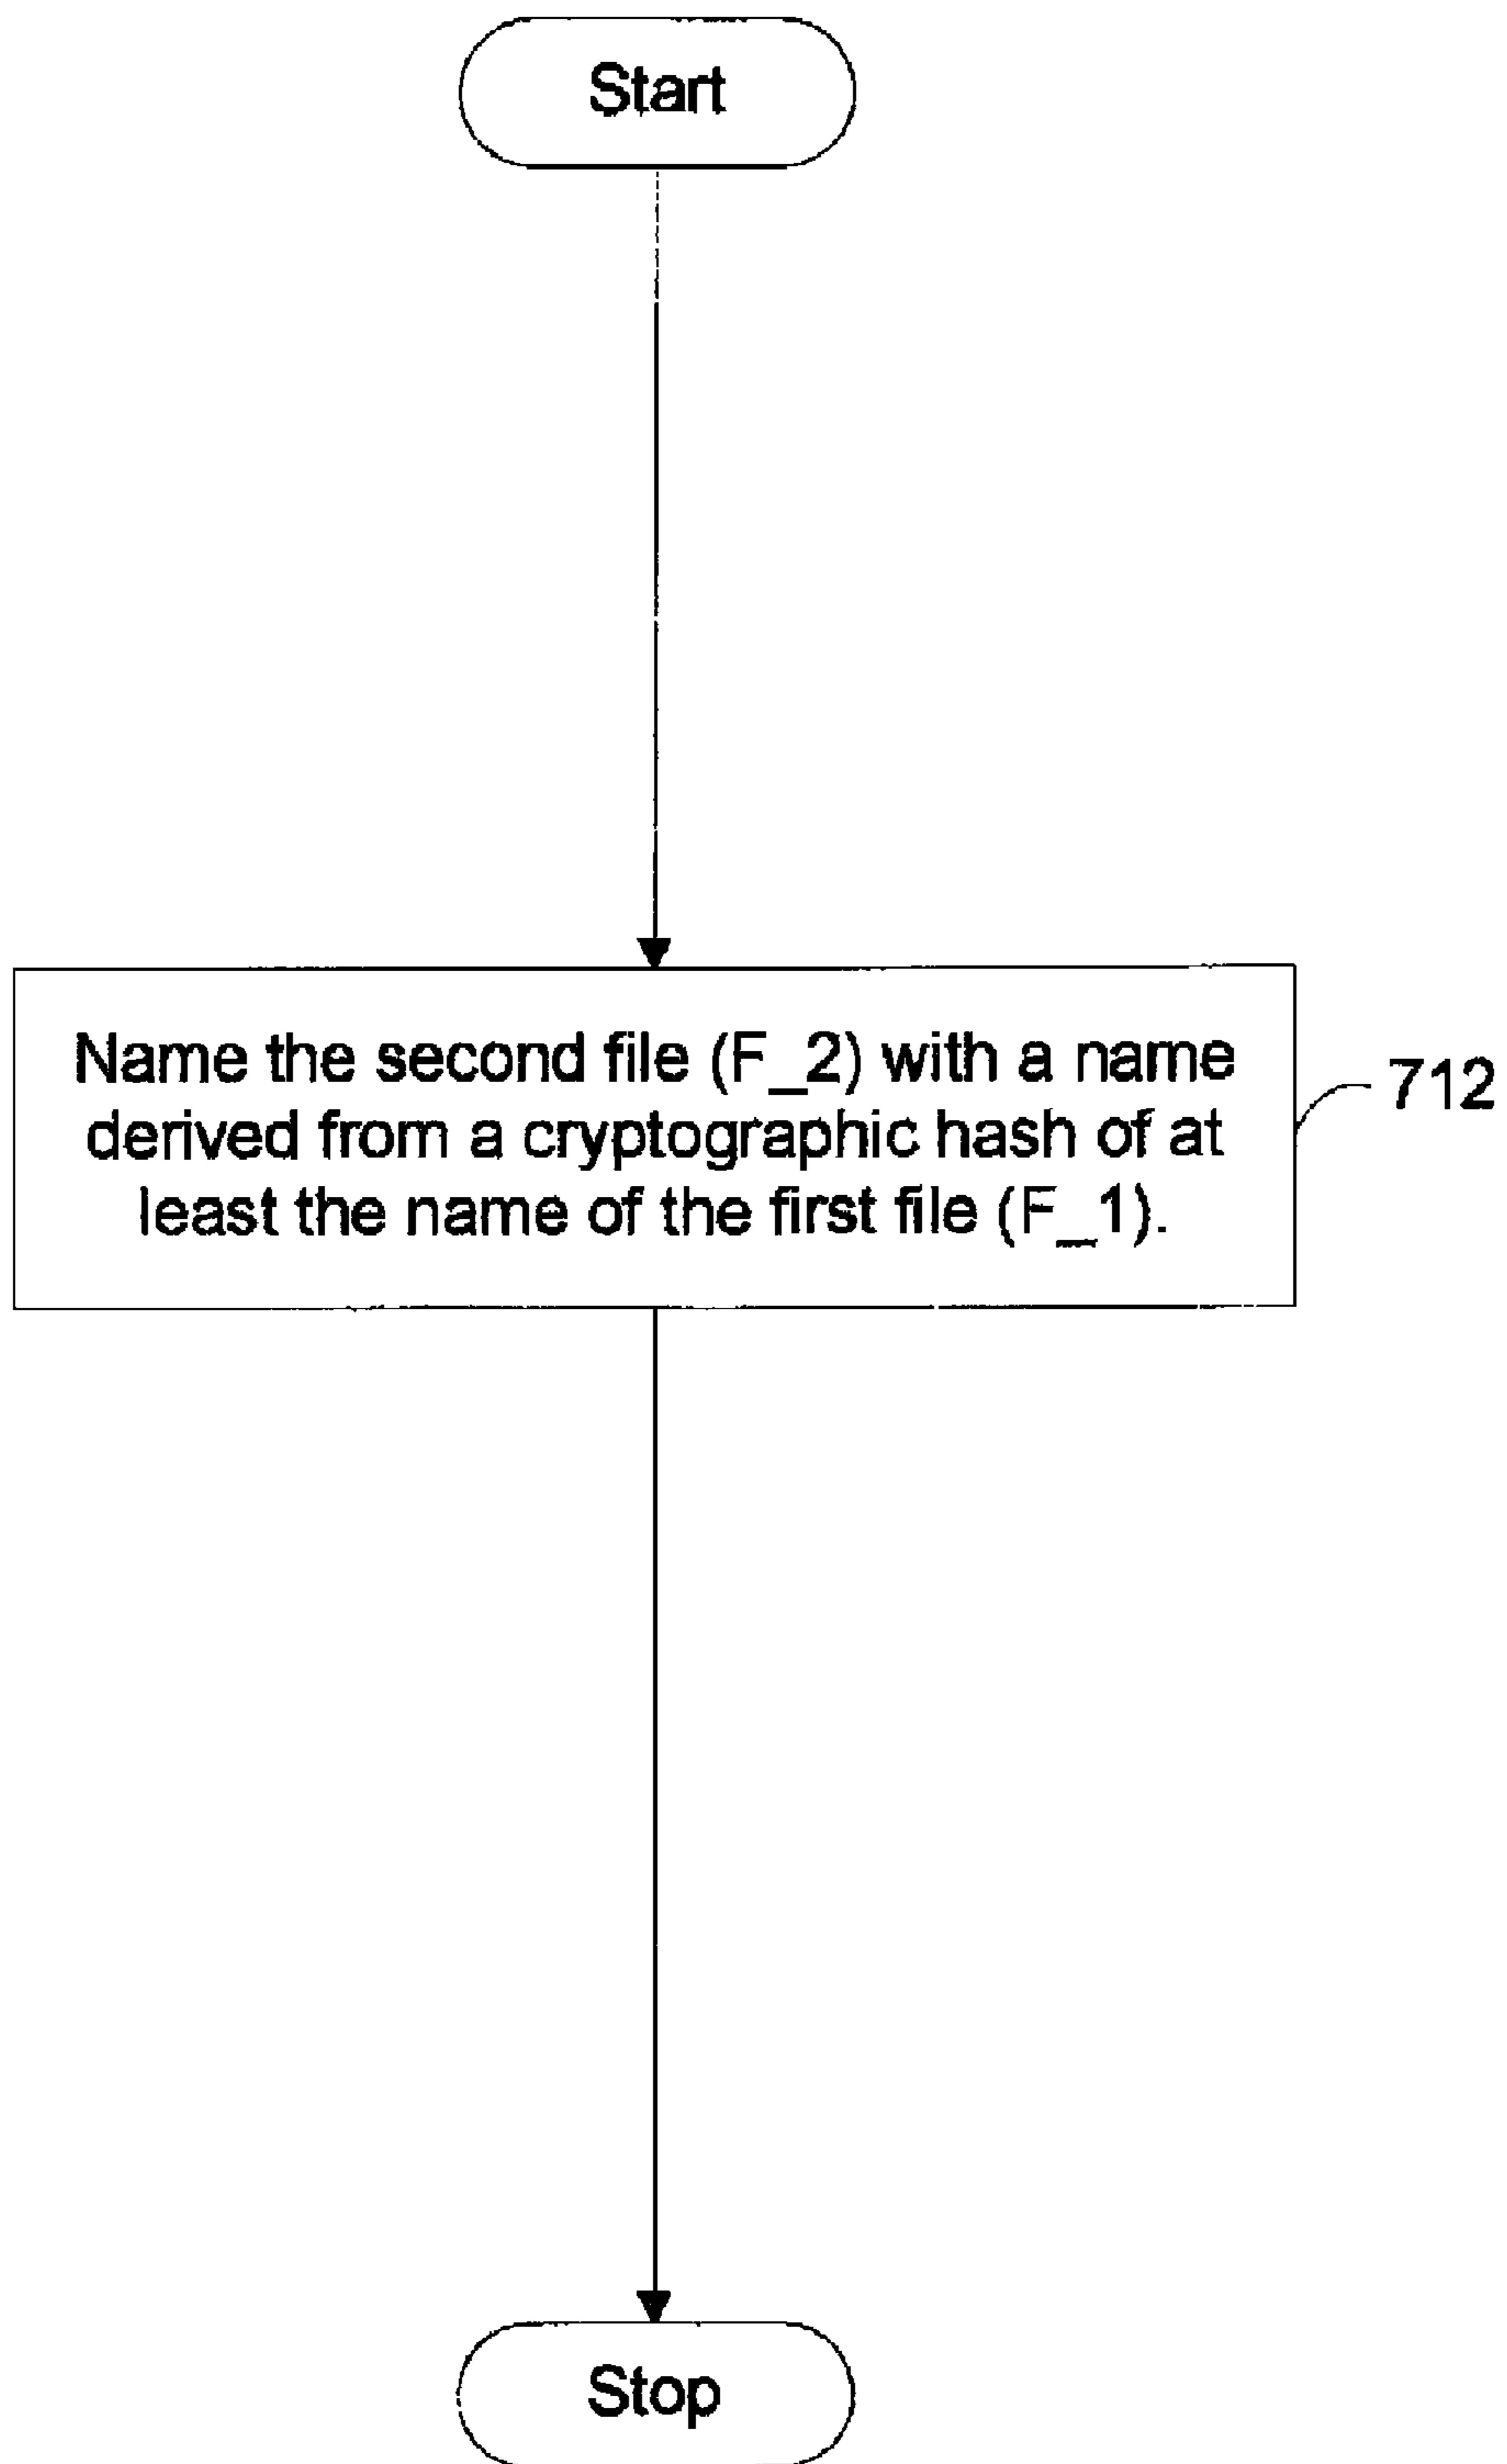 Start
Name the second file (F_2) with a name
derived from a cryptographic hash of at
least the name of the first file (F_1).
712
Stop